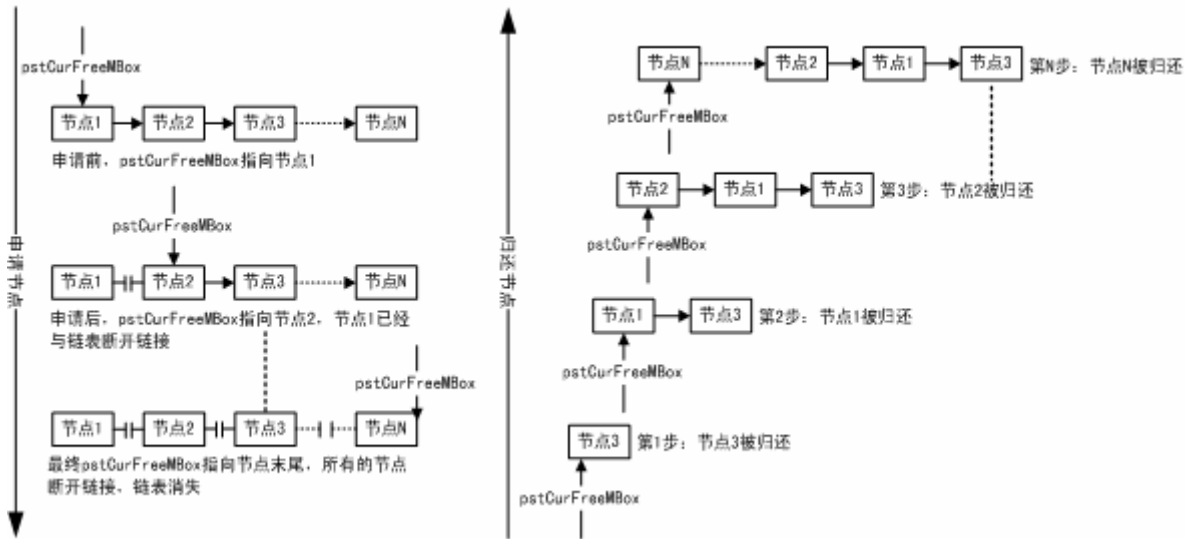 pstCurFreeMBox
节点1 节点2 节点3 节点N
申请前，pstCurFreeMBox指向节点1
pstCurFreeMBox
节点1 节点2 节点3 节点N
申请后，pstCurFreeMBox指向节点2，节点1已经
与链表断开链接
pstCurFreeMBox
节点1 节点2 节点3 节点N
最终pstCurFreeMBox指向节点末尾，所有的节点
断开链接，链表消失
申请节点
节点N 节点2 节点1 节点3 第N步：节点N被归还
pstCurFreeMBox
节点2 节点1 节点3 第3步：节点2被归还
pstCurFreeMBox
节点1 节点3 第2步：节点1被归还
pstCurFreeMBox
节点3 第1步：节点3被归还
pstCurFreeMBox
归还节点